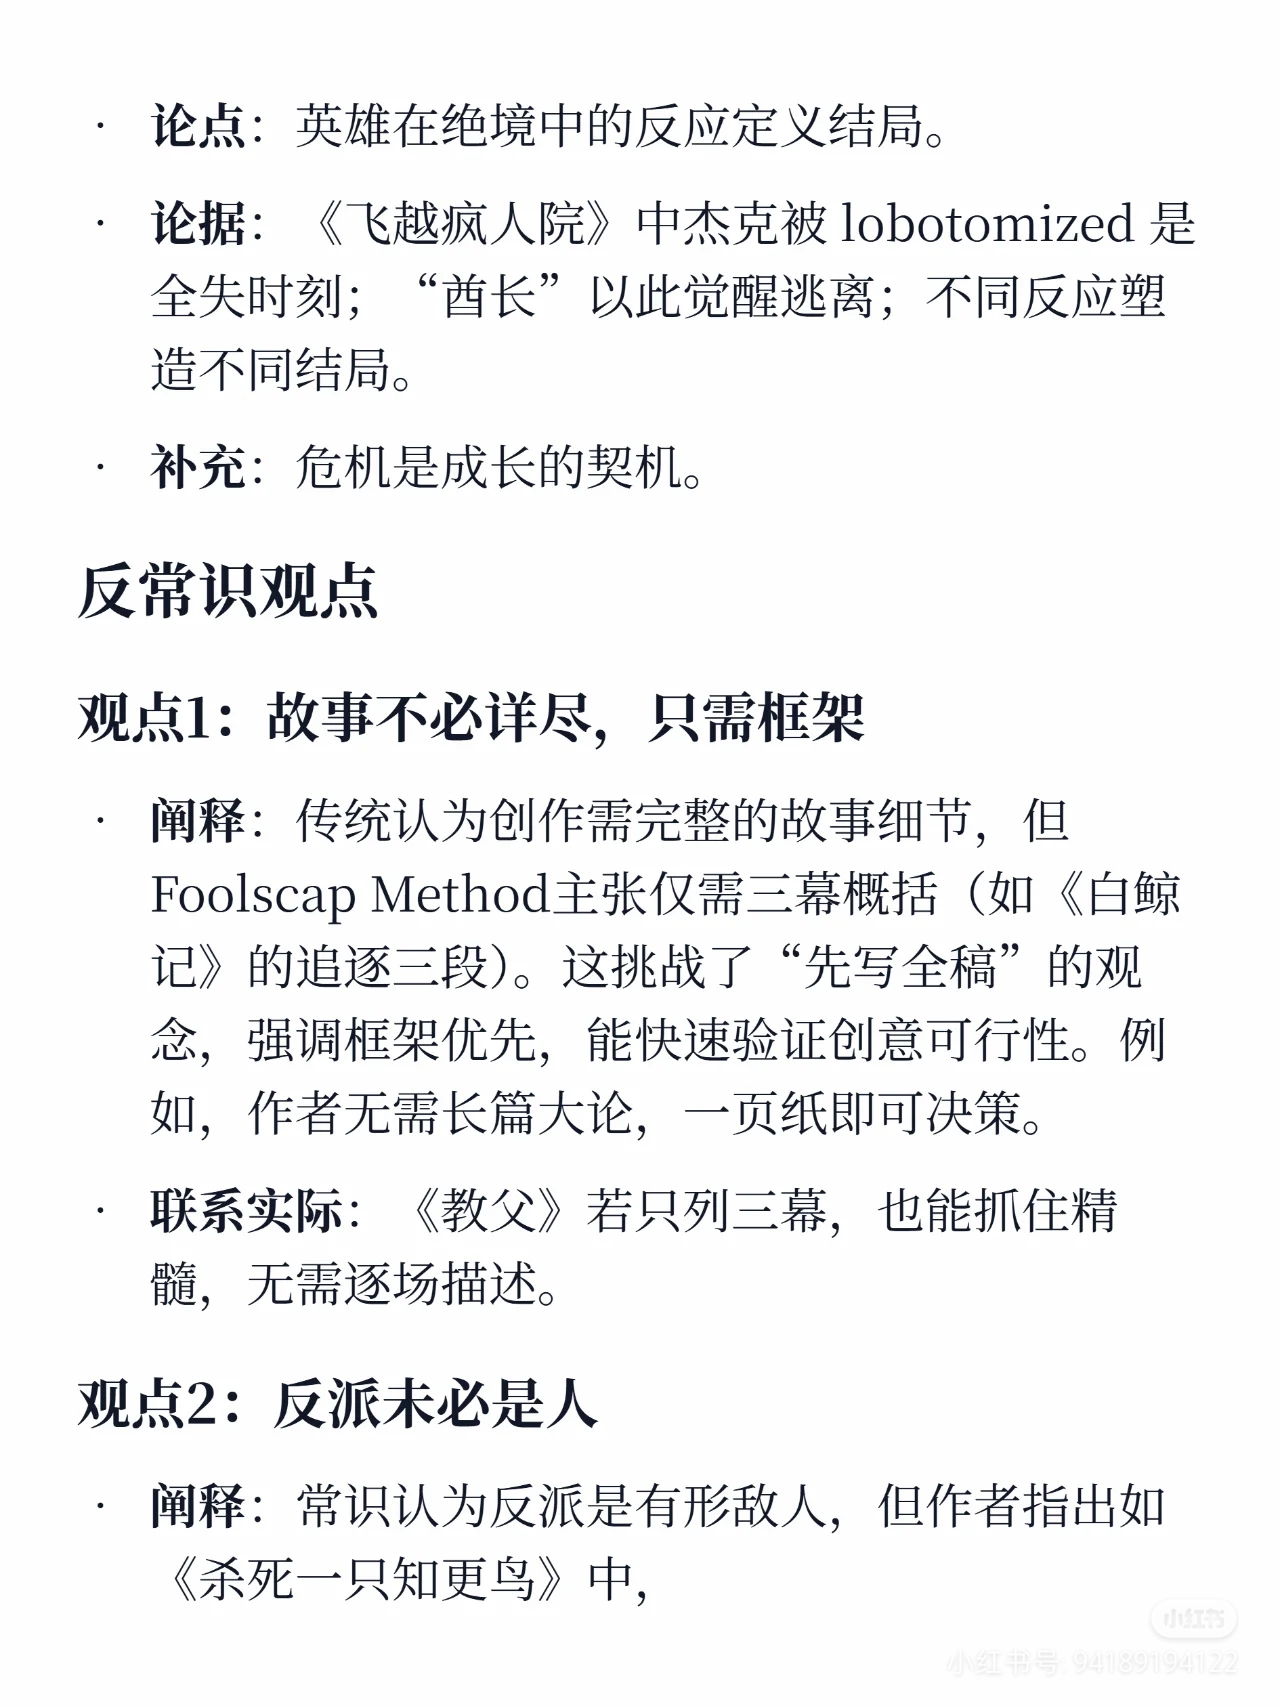 · 论点：英雄在绝境中的反应定义结局。
· 论据：《飞越疯人院》中杰克被 lobotomized 是
全失时刻；“酋长”以此觉醒逃离；不同反应塑
造不同结局。
· 补充：危机是成长的契机。
反常识观点
观点1：故事不必详尽，只需框架
· 阐释：传统认为创作需完整的故事细节，但
Foolscap Method主张仅需三幕概括（如《白鲸
记》的追逐三段）。这挑战了“先写全稿”的观
念，强调框架优先，能快速验证创意可行性。例
如，作者无需长篇大论，一页纸即可决策。
· 联系实际：《教父》若只列三幕，也能抓住精
髓，无需逐场描述。
观点2：反派未必是人
· 阐释：常识认为反派是有形敌人，但作者指出如
《杀死一只知更鸟》中，
小红书
小红书号: 94189194122